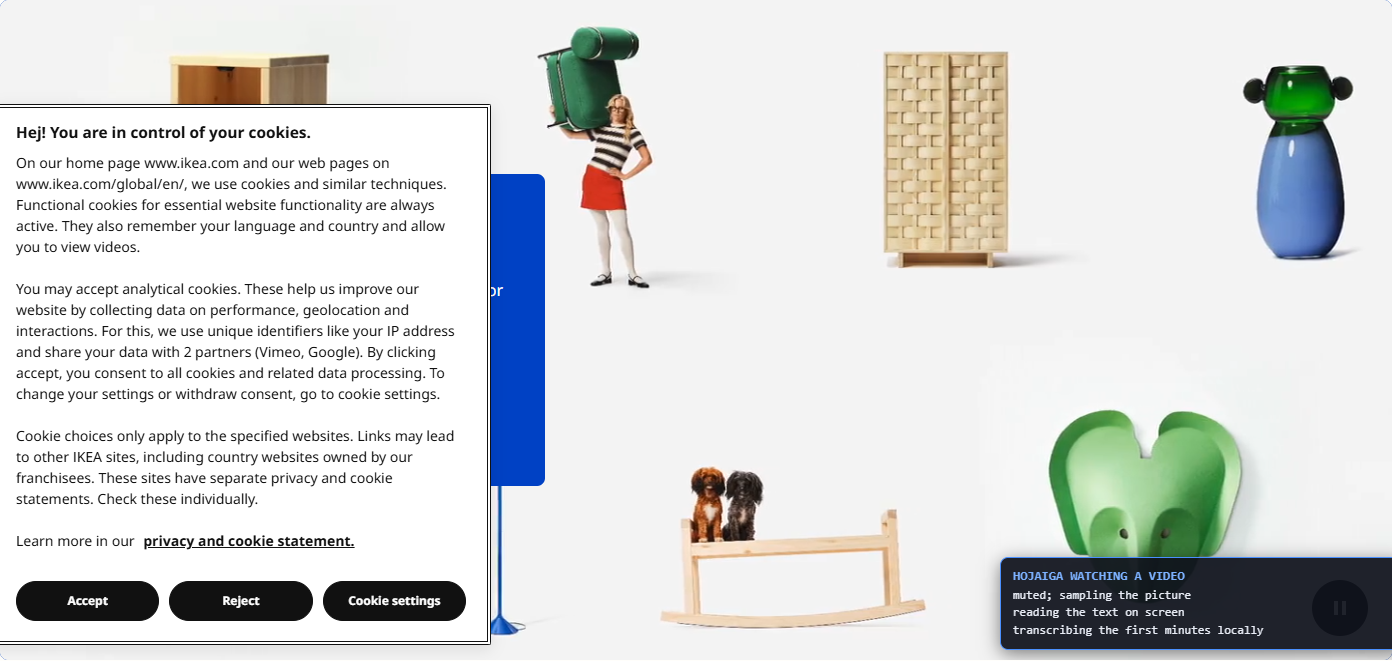 Hej! You are in control of your cookies.
On our home page www.ikea.com and our web pages on
www.ikea.com/global/en/, we use cookies and similar techniques.
Functional cookies for essential website functionality are always
active. They also remember your language and country and allow
you to view videos.
You may accept analytical cookies. These help us improve our
website by collecting data on performance, geolocation and
interactions. For this, we use unique identifiers like your IP address
and share your data with 2 partners (Vimeo, Google). By clicking
accept, you consent to all cookies and related data processing. To
change your settings or withdraw consent, go to cookie settings.
Cookie choices only apply to the specified websites. Links may lead
to other IKEA sites, including country websites owned by our
franchisees. These sites have separate privacy and cookie
statements. Check these individually.
Learn more in our privacy and cookie statement.
Accept Reject Cookie settings
HOJAIGA WATCHING A VIDEO
muted; sampling the picture
reading the text on screen
transcribing the first minutes locally